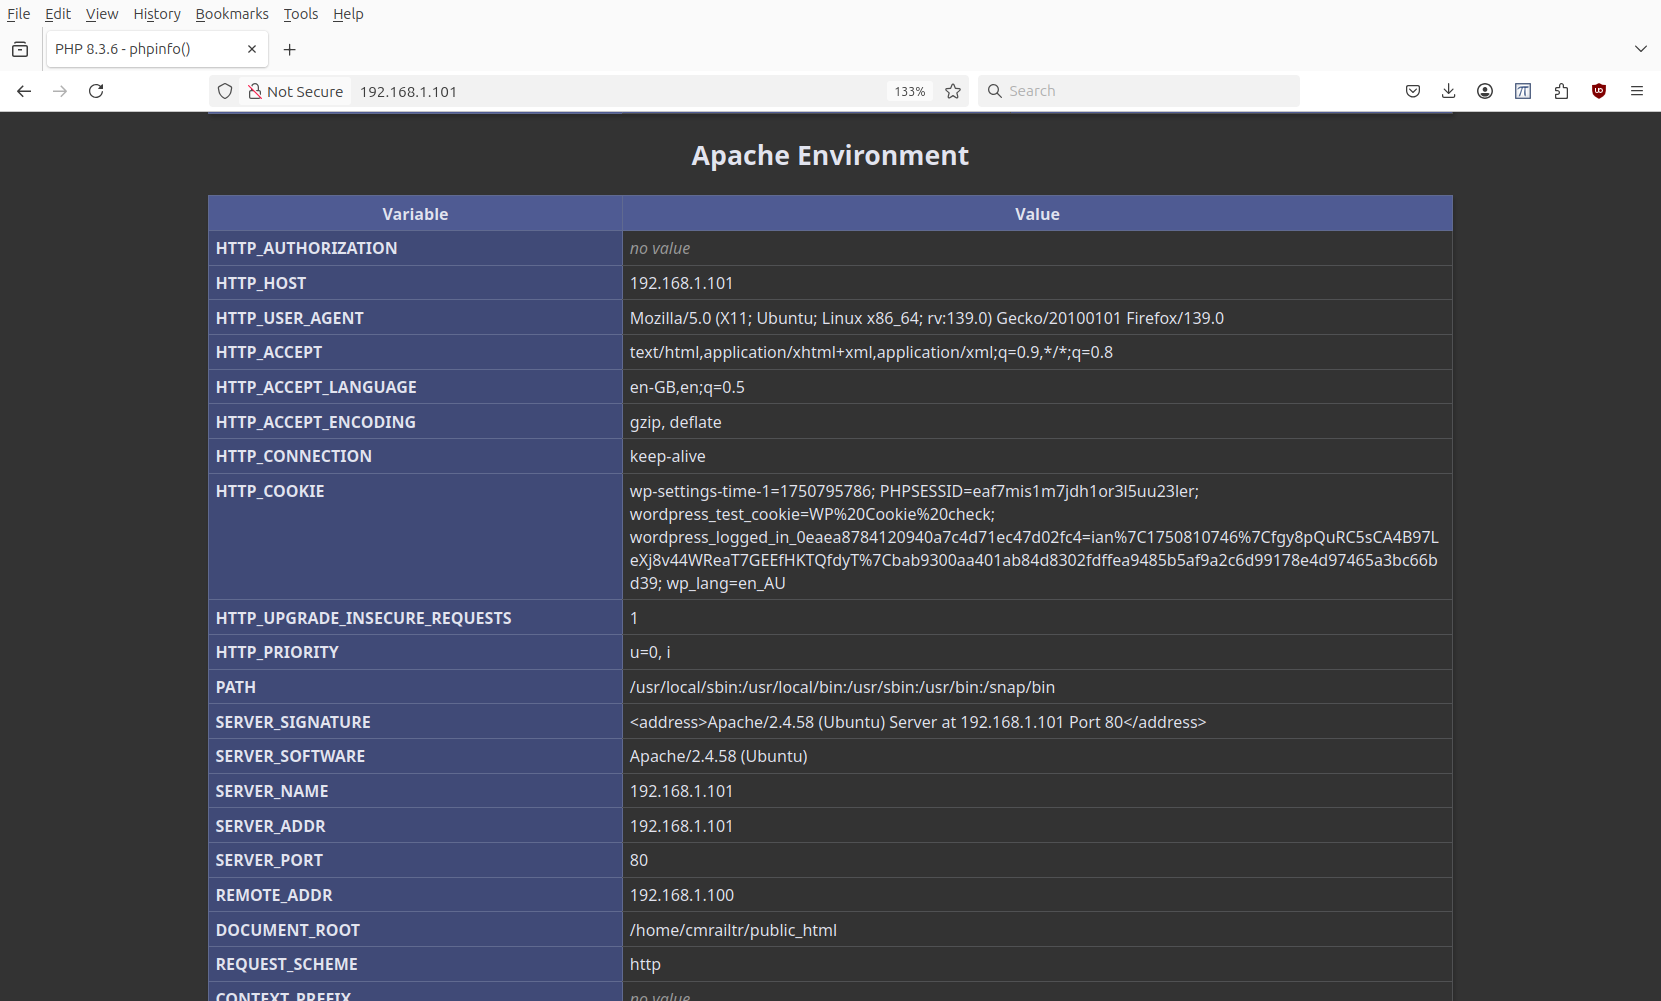 File Edit View History Bookmarks Tools Help
PHP 8.3.6 - phpinfo()
Not Secure 192.168.1.101 133% Search
Apache Environment
Variable Value
HTTP_AUTHORIZATION no value
HTTP_HOST 192.168.1.101
HTTP_USER_AGENT Mozilla/5.0 (X11; Ubuntu; Linux x86_64; rv:139.0) Gecko/20100101 Firefox/139.0
HTTP_ACCEPT text/html,application/xhtml+xml,application/xml;q=0.9,*/*;q=0.8
HTTP_ACCEPT_LANGUAGE en-GB,en;q=0.5
HTTP_ACCEPT_ENCODING gzip, deflate
HTTP_CONNECTION keep-alive
HTTP_COOKIE wp-settings-time-1=1750795786; PHPSESSID=eaf7mis1m7jdh1or3l5uu23ler;
wordpress_test_cookie=WP%20Cookie%20check;
wordpress_logged_in_0eaea8784120940a7c4d71ec47d02fc4=ian%7C1750810746%7Cfgy8pQuRC5sCA4B97L
eXj8v44WReaT7GEEfHKTQfdyT%7Cbab9300aa401ab84d8302fdffea9485b5af9a2c6d99178e4d97465a3bc66b
d39; wp_lang=en_AU
HTTP_UPGRADE_INSECURE_REQUESTS 1
HTTP_PRIORITY u=0, i
PATH /usr/local/sbin:/usr/local/bin:/usr/sbin:/usr/bin:/snap/bin
SERVER_SIGNATURE <address>Apache/2.4.58 (Ubuntu) Server at 192.168.1.101 Port 80</address>
SERVER_SOFTWARE Apache/2.4.58 (Ubuntu)
SERVER_NAME 192.168.1.101
SERVER_ADDR 192.168.1.101
SERVER_PORT 80
REMOTE_ADDR 192.168.1.100
DOCUMENT_ROOT /home/cmrailtr/public_html
REQUEST_SCHEME http
CONTEXT_PREFIX no value